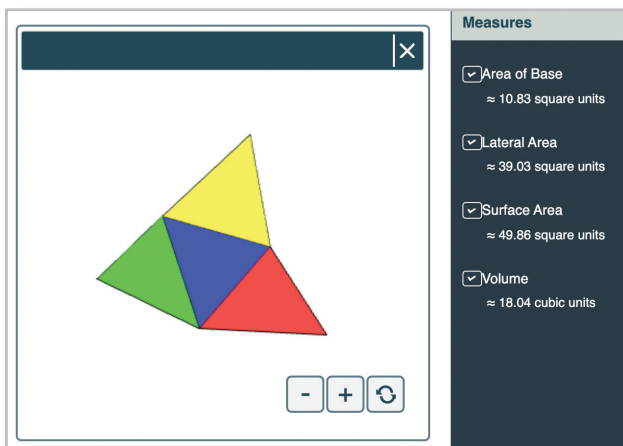 Measures
Area of Base
≈ 10.83 square units
Lateral Area
≈ 39.03 square units
Surface Area
≈ 49.86 square units
Volume
≈ 18.04 cubic units
- +